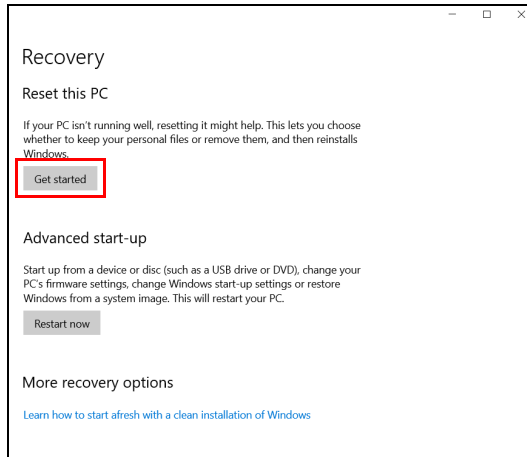 Recovery
Reset this PC
If your PC isn't running well, resetting it might help. This lets you choose
whether to keep your personal files or remove them, and then reinstalls
Windows.
Get started
Advanced start-up
Start up from a device or disc (such as a USB drive or DVD), change your
PC's firmware settings, change Windows start-up settings or restore
Windows from a system image. This will restart your PC.
Restart now
More recovery options
Learn how to start afresh with a clean installation of Windows